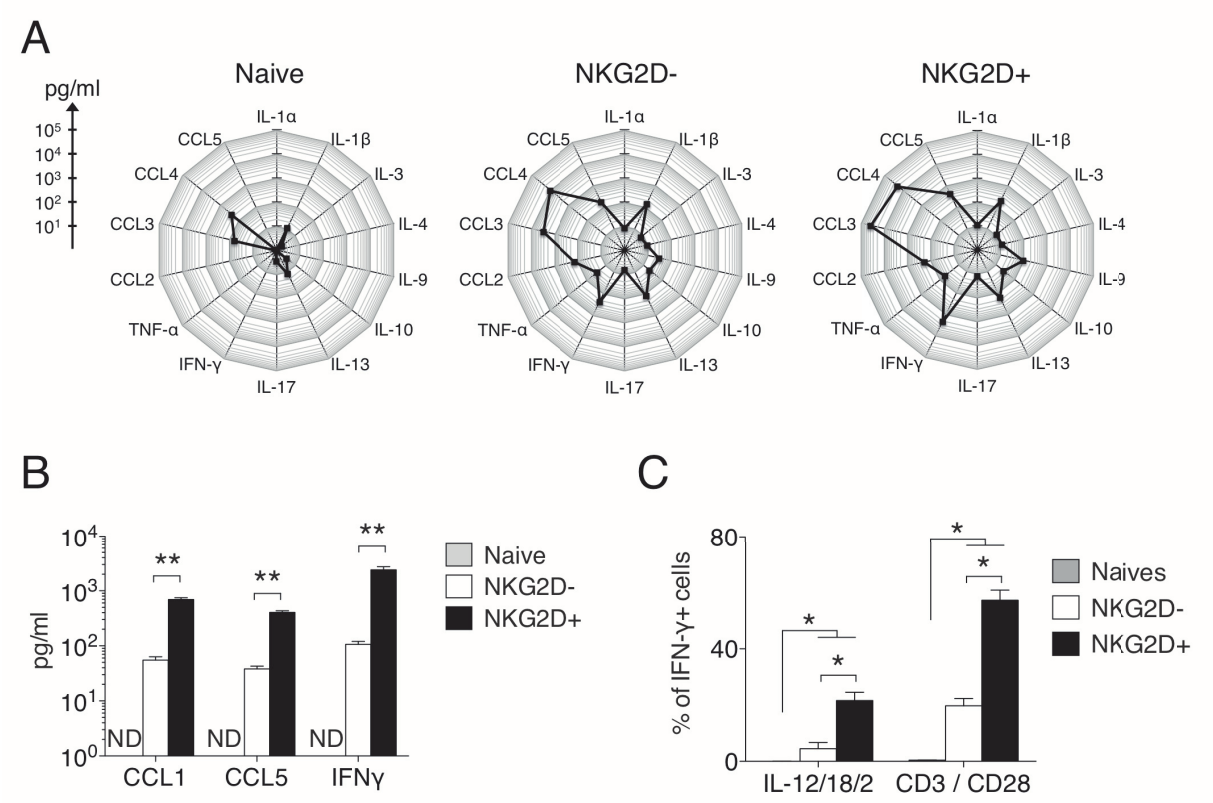 A
Naive
NKG2D-
NKG2D+
pg/ml
10⁵
10⁴
10³
10²
10¹
IL-1α
IL-1β
IL-3
IL-4
IL-9
IL-10
IL-13
IL-17
IFN-γ
TNF-α
CCL2
CCL3
CCL4
CCL5
IL-1α
IL-1β
IL-3
IL-4
IL-9
IL-10
IL-13
IL-17
IFN-γ
TNF-α
CCL2
CCL3
CCL4
CCL5
IL-1α
IL-1β
IL-3
IL-4
IL-9
IL-10
IL-13
IL-17
IFN-γ
TNF-α
CCL2
CCL3
CCL4
CCL5
B
pg/ml
10⁴
10³
10²
10¹
10⁰
**
**
**
ND
ND
ND
CCL1
CCL5
IFNγ
Naive
NKG2D-
NKG2D+
C
% of IFN-γ+ cells
80
40
0
*
*
*
*
IL-12/18/2
CD3 / CD28
Naives
NKG2D-
NKG2D+